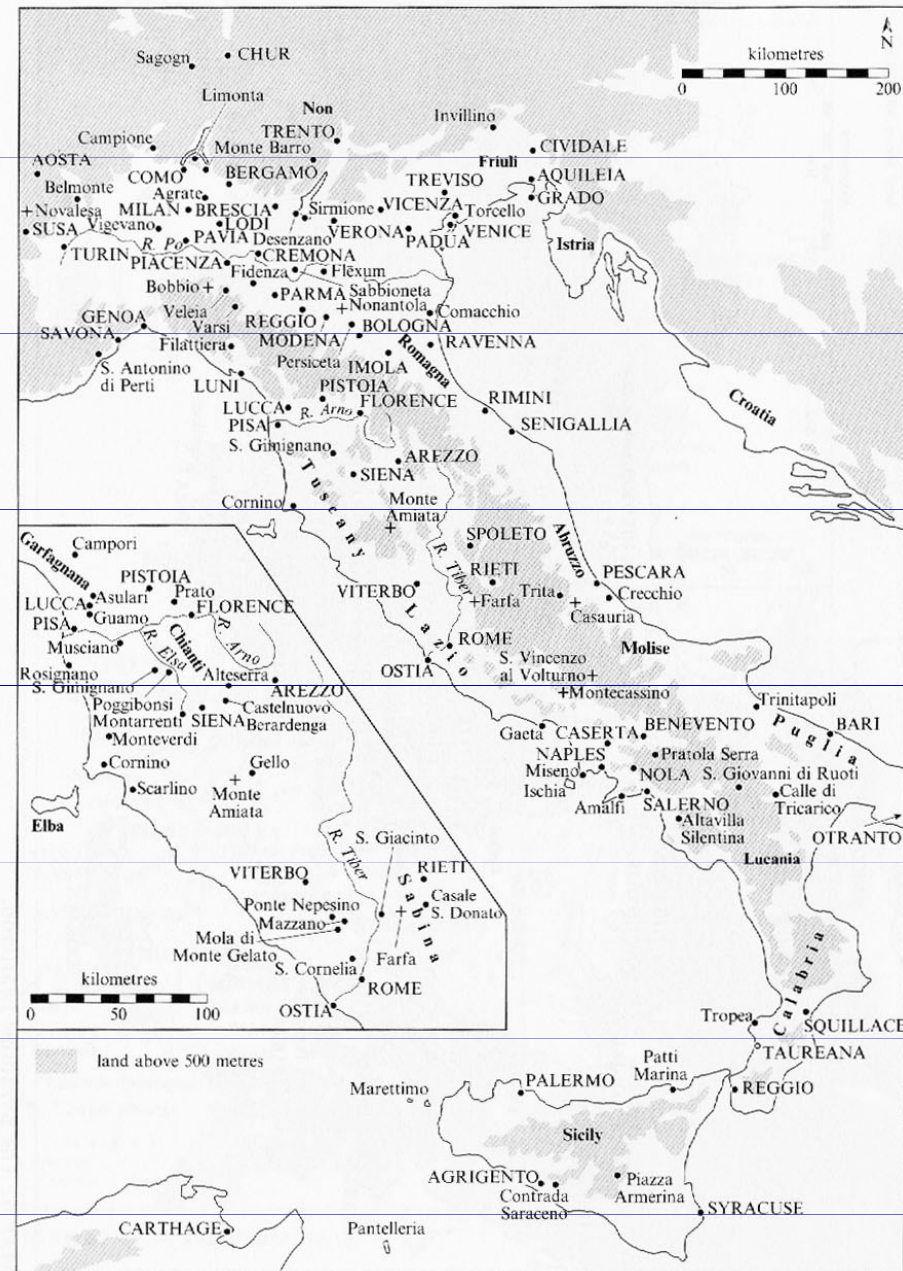 N
kilometres
0 100 200
Sagogn
CHUR
Limonta
Non
TRENTO
Invillino
Campione
Monte Barro
CIVIDALE
AOSTA
COMO
BERGAMO
Friuli
AQUILEIA
Belmonte
Agrate
TREVISO
GRADO
Novalesa
MILAN
BRESCIA
Sirmione
VICENZA
Torcello
SUSA
Vigevano
LODI
VERONA
VENICE
R. Po
PAVIA
Desenzano
PADUA
Istria
TURIN
CREMONA
PIACENZA
Fidenza
Flexum
Bobbio
PARMA
Sabbioneta
Nonantola
Comacchio
GENOA
Veleia
SAVONA
Varsi
REGGIO
BOLOGNA
Filattiera
MODENA
RAVENNA
S. Antonino
di Perti
Persiceta
IMOLA
Romagna
LUNI
PISTOIA
RIMINI
Croatia
LUCCA
R. Arno
FLORENCE
PISA
SENIGALLIA
S. Gimignano
AREZZO
SIENA
Tuscany
Cornino
Monte
Amiata
SPOLETO
Abruzzo
R. Tiber
RIETI
PESCARA
VITERBO
Farfa
Trita
Crecchio
Casauria
Lazio
ROME
Molise
OSTIA
S. Vincenzo
al Volturno
Montecassino
Trinitapoli
Puglia
Gaeta
CASERTA
BENEVENTO
BARI
NAPLES
Pratola Serra
Miseno
NOLA
S. Giovanni di Ruoti
Ischia
Calle di
Tricarico
Amalfi
SALERNO
Altavilla
Silentina
OTRANTO
Lucania
Calabria
Tropea
SQUILLACE
TAUREANA
Patti
Marina
REGGIO
Marettimo
PALERMO
Sicily
AGRIGENTO
Piazza
Armerina
Contrada
Saraceno
SYRACUSE
CARTHAGE
Pantelleria
Garfagnana
Campori
PISTOIA
Asulari
Prato
LUCCA
FLORENCE
Guamo
PISA
Chianti
R. Arno
Musciano
R. Elsa
Rosignano
Alteserra
S. Gimignano
AREZZO
Poggibonsi
Castelnuovo
Berardenga
Montarrenti
SIENA
Monteverdi
Cornino
Gello
Scarlino
Monte
Amiata
Elba
S. Giacinto
R. Tiber
VITERBO
RIETI
Sabina
Ponte Nepesino
Casale
S. Donato
Mazzano
Mola di
Monte Gelato
Farfa
S. Cornelia
kilometres
ROME
0 50 100
OSTIA
land above 500 metres